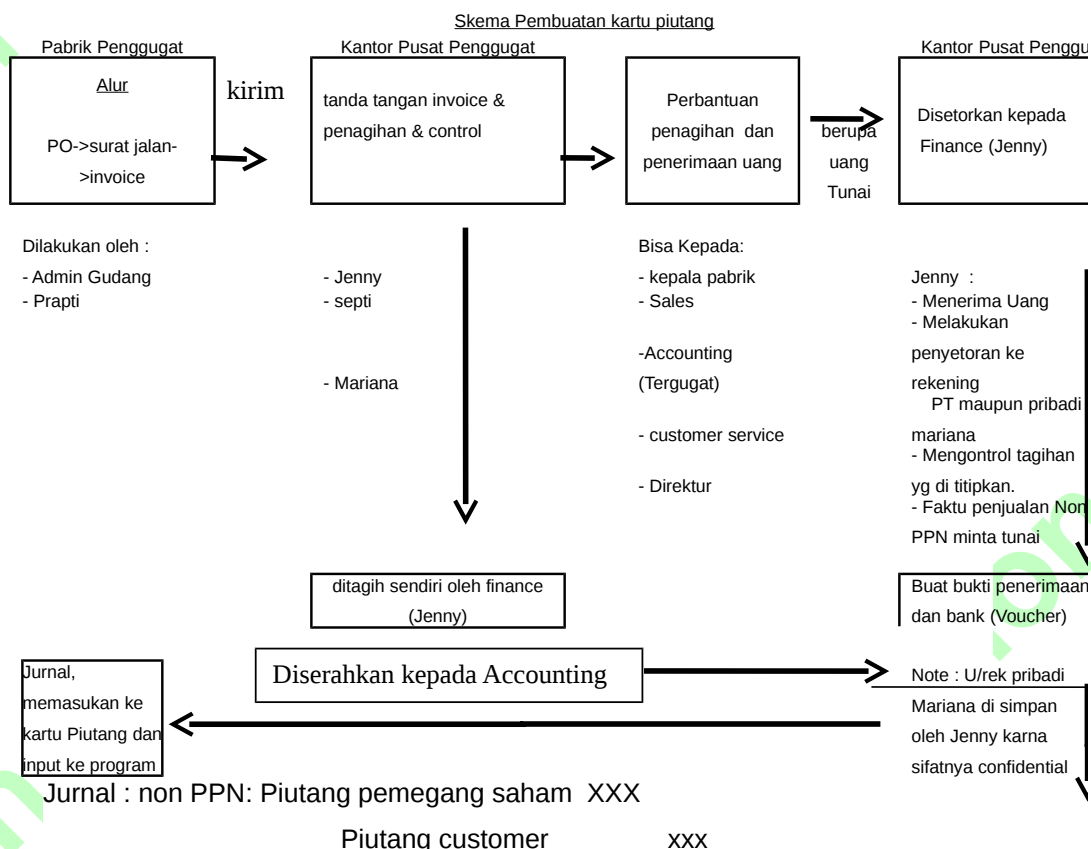 Skema Pembuatan kartu piutang
Pabrik Penggugat
Alur
PO->surat jalan-
>invoice
kirim
Kantor Pusat Penggugat
tanda tangan invoice &
penagihan & control
Perbantuan
penagihan dan
penerimaan uang
berupa
uang
Tunai
Kantor Pusat Penggu
Disetorkan kepada
Finance (Jenny)
Dilakukan oleh :
- Admin Gudang
- Prapti
- Jenny
- septi
- Mariana
Bisa Kepada:
- kepala pabrik
- Sales
-Accounting
(Tergugat)
- customer service
- Direktur
Jenny :
- Menerima Uang
- Melakukan
penyetoran ke
rekening
PT maupun pribadi
mariana
- Mengontrol tagihan
yg di titipkan.
- Faktu penjualan Non
PPN minta tunai
ditagih sendiri oleh finance
(Jenny)
Buat bukti penerimaan
dan bank (Voucher)
Diserahkan kepada Accounting
Note : U/rek pribadi
Mariana di simpan
oleh Jenny karna
sifatnya confidential
Jurnal,
memasukan ke
kartu Piutang dan
input ke program
Jurnal : non PPN: Piutang pemegang saham XXX
Piutang customer xxx